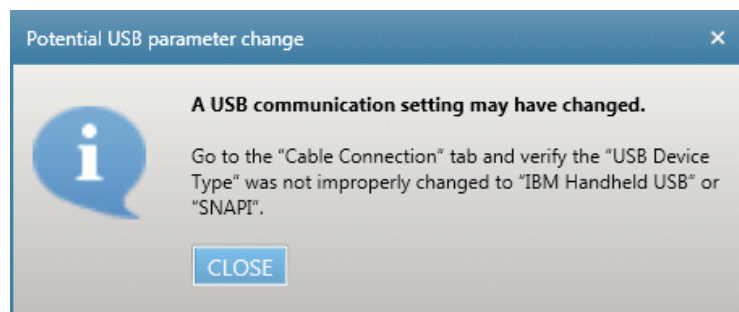 Potential USB parameter change
A USB communication setting may have changed.
Go to the “Cable Connection” tab and verify the “USB Device
Type” was not improperly changed to “IBM Handheld USB” or
“SNAPI”.
CLOSE